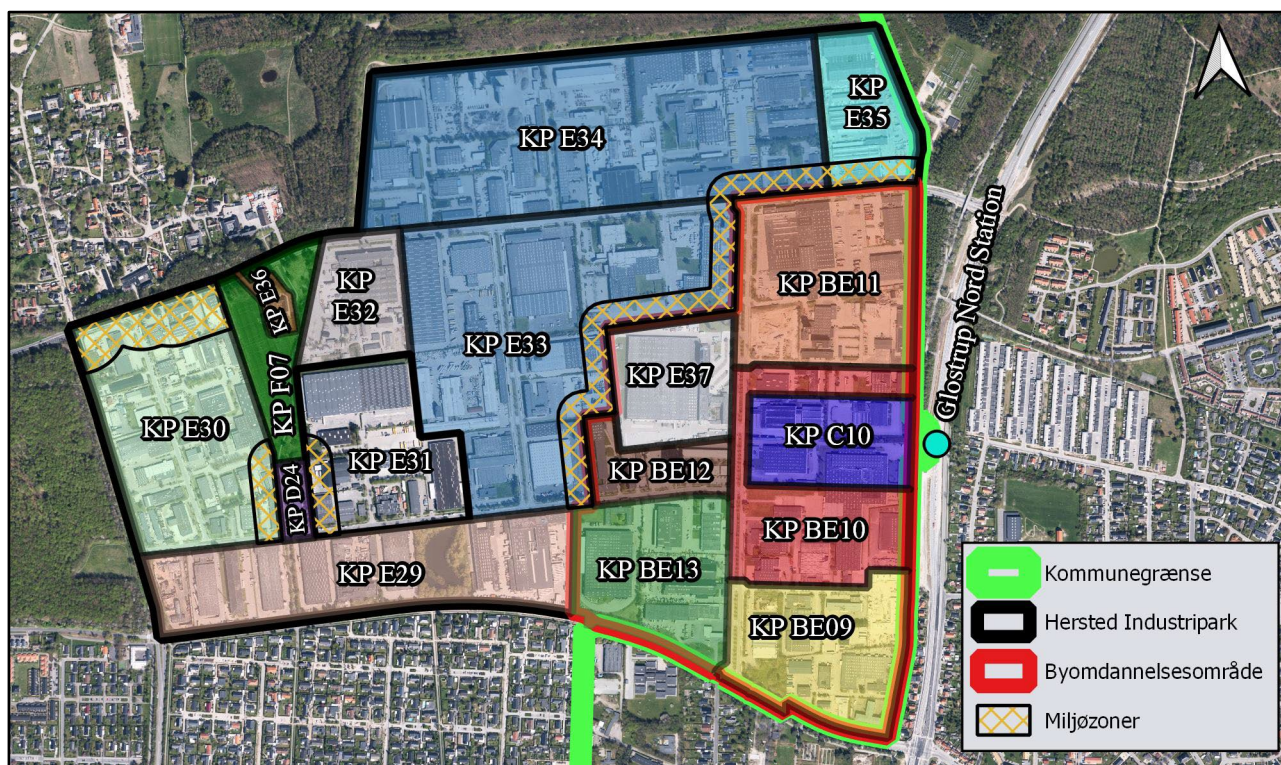 KP E34
KP
E35
Glostrup Nord Station
KP E36
KP
E32
KP BE11
KP E33
KP E37
KP F07
KP E30
KP C10
KP E31
KP BE12
KP D24
KP BE10
KP E29
KP BE13
KP BE09
Kommunegrænse
Hersted Industripark
Byomdannelsesområde
Miljøzoner